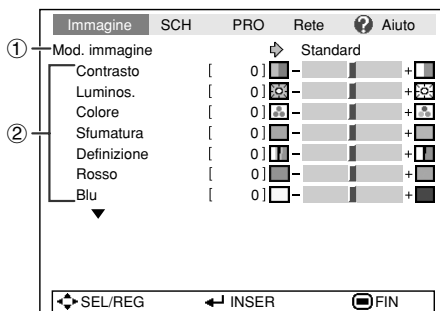 Immagine SCH PRO Rete ? Aiuto
① Mod. immagine Standard
② Contrasto [ 0 ] - +
Luminos. [ 0 ] - +
Colore [ 0 ] - +
Sfumatura [ 0 ] - +
Definizione [ 0 ] - +
Rosso [ 0 ] - +
Blu [ 0 ] - +
SEL/REG INSER FIN